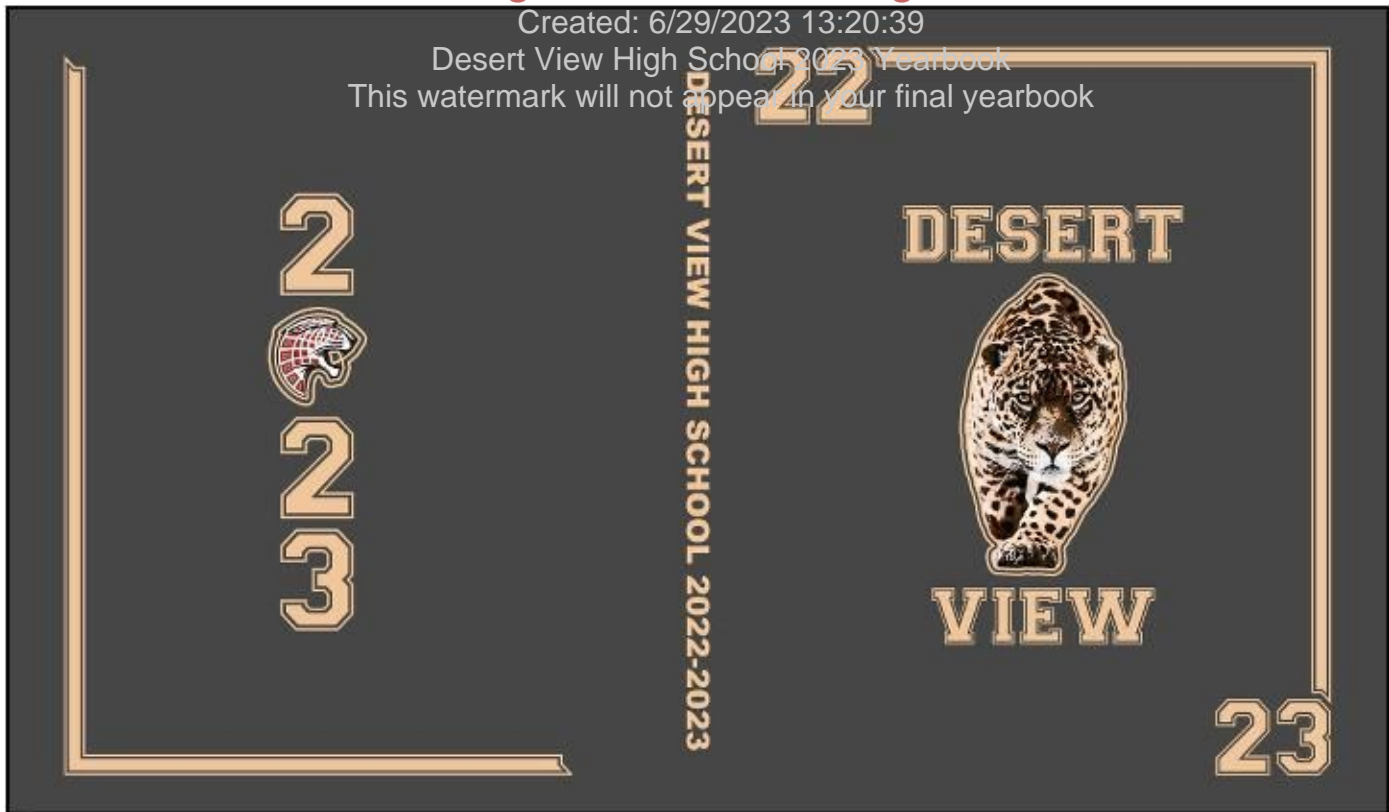 Created: 6/29/2023 13:20:39
Desert View High School 2023 Yearbook
This watermark will not appear in your final yearbook
2
2
3
DESERT VIEW HIGH SCHOOL 2022-2023
22
DESERT
VIEW
23